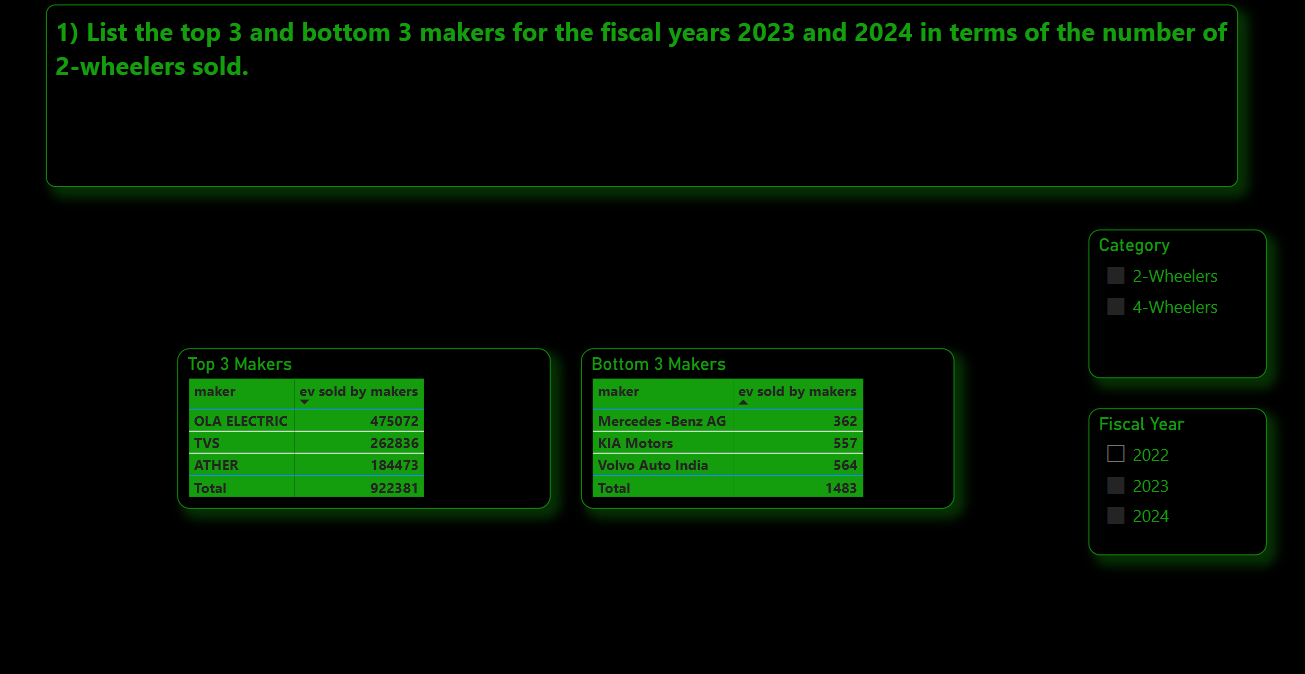 1) List the top 3 and bottom 3 makers for the fiscal years 2023 and 2024 in terms of the number of
2-wheelers sold.
Category
2-Wheelers
4-Wheelers
Top 3 Makers
maker ev sold by makers
OLA ELECTRIC 475072
TVS 262836
ATHER 184473
Total 922381
Bottom 3 Makers
maker ev sold by makers
Mercedes -Benz AG 362
KIA Motors 557
Volvo Auto India 564
Total 1483
Fiscal Year
2022
2023
2024